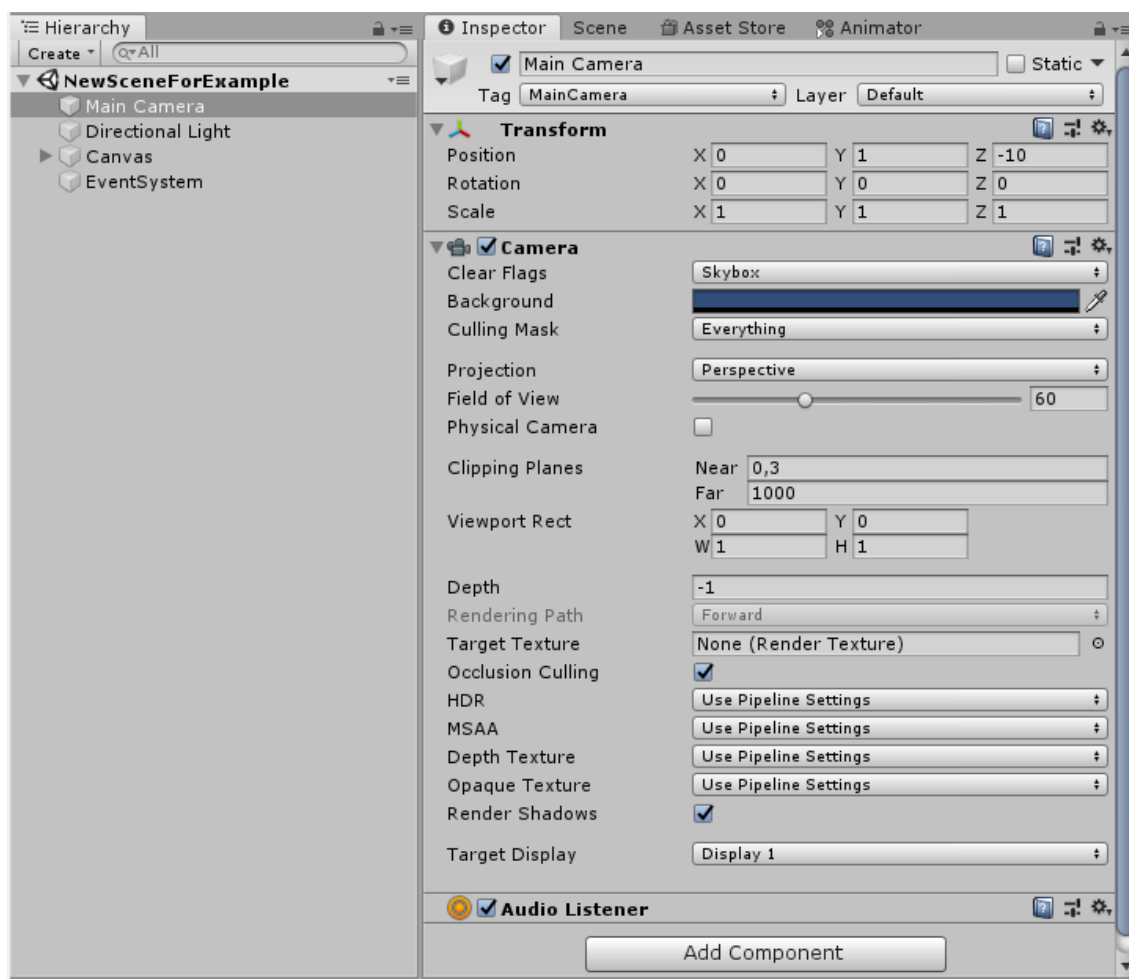 Hierarchy
Create All
NewSceneForExample
Main Camera
Directional Light
Canvas
EventSystem
Inspector Scene Asset Store Animator
Main Camera Static
Tag MainCamera Layer Default
Transform
Position X 0 Y 1 Z -10
Rotation X 0 Y 0 Z 0
Scale X 1 Y 1 Z 1
Camera
Clear Flags Skybox
Background
Culling Mask Everything
Projection Perspective
Field of View 60
Physical Camera
Clipping Planes Near 0,3
Far 1000
Viewport Rect X 0 Y 0
W 1 H 1
Depth -1
Rendering Path Forward
Target Texture None (Render Texture)
Occlusion Culling
HDR Use Pipeline Settings
MSAA Use Pipeline Settings
Depth Texture Use Pipeline Settings
Opaque Texture Use Pipeline Settings
Render Shadows
Target Display Display 1
Audio Listener
Add Component